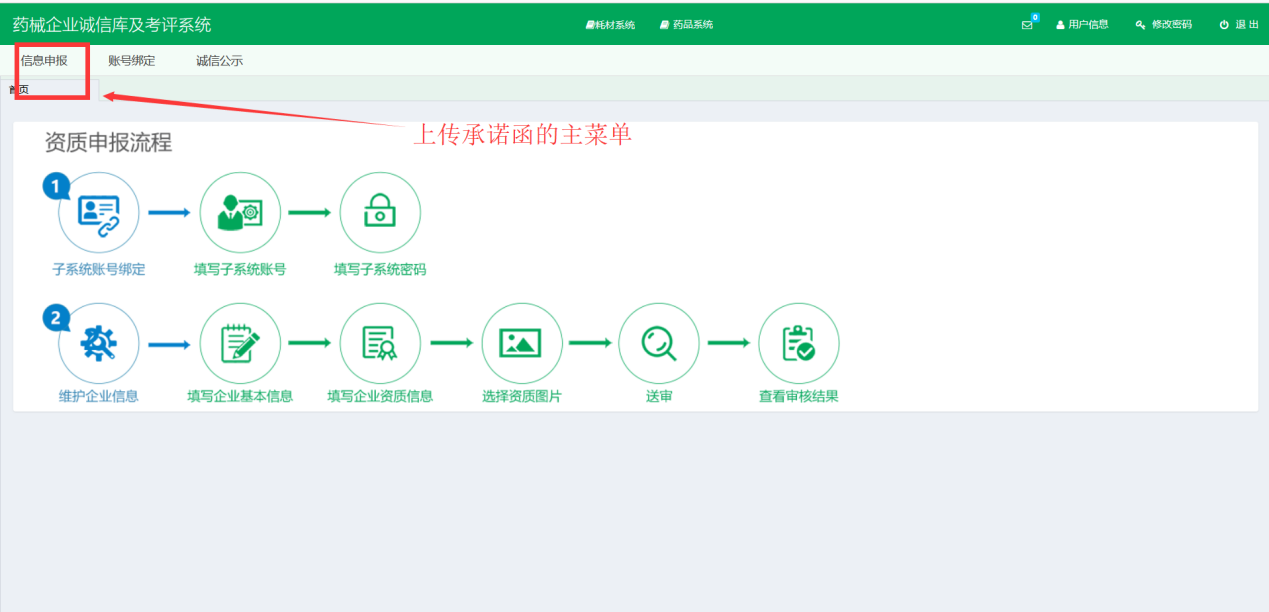 药械企业诚信库及考评系统
耗材系统 药品系统
0
用户信息 修改密码 退出
信息申报 账号绑定 诚信公示
首页
上传承诺函的主菜单
资质申报流程
1
子系统账号绑定 填写子系统账号 填写子系统密码
2
维护企业信息 填写企业基本信息 填写企业资质信息 选择资质图片 送审 查看审核结果